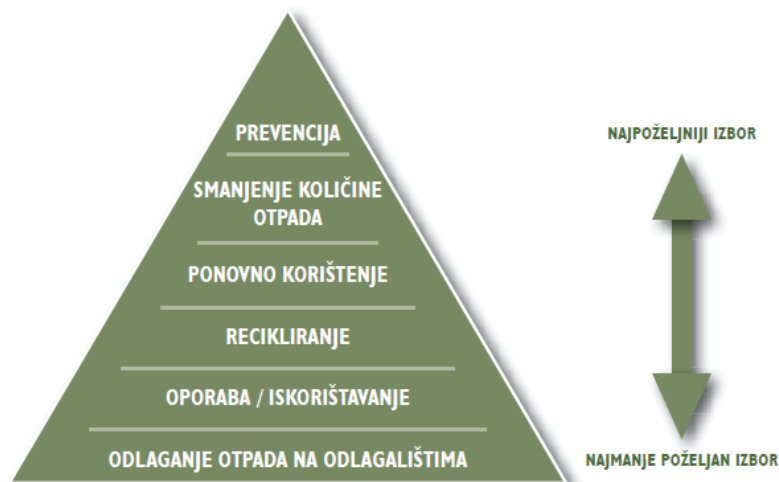 PREVENCIJA
SMANJENJE KOLIČINE
OTPADA
PONOVNO KORIŠTENJE
RECIKLIRANJE
OPORABA / ISKORIŠTAVANJE
ODLAGANJE OTPADA NA ODLAGALIŠTIMA
NAJPOŽELJNIJI IZBOR
NAJMANJE POŽELJAN IZBOR